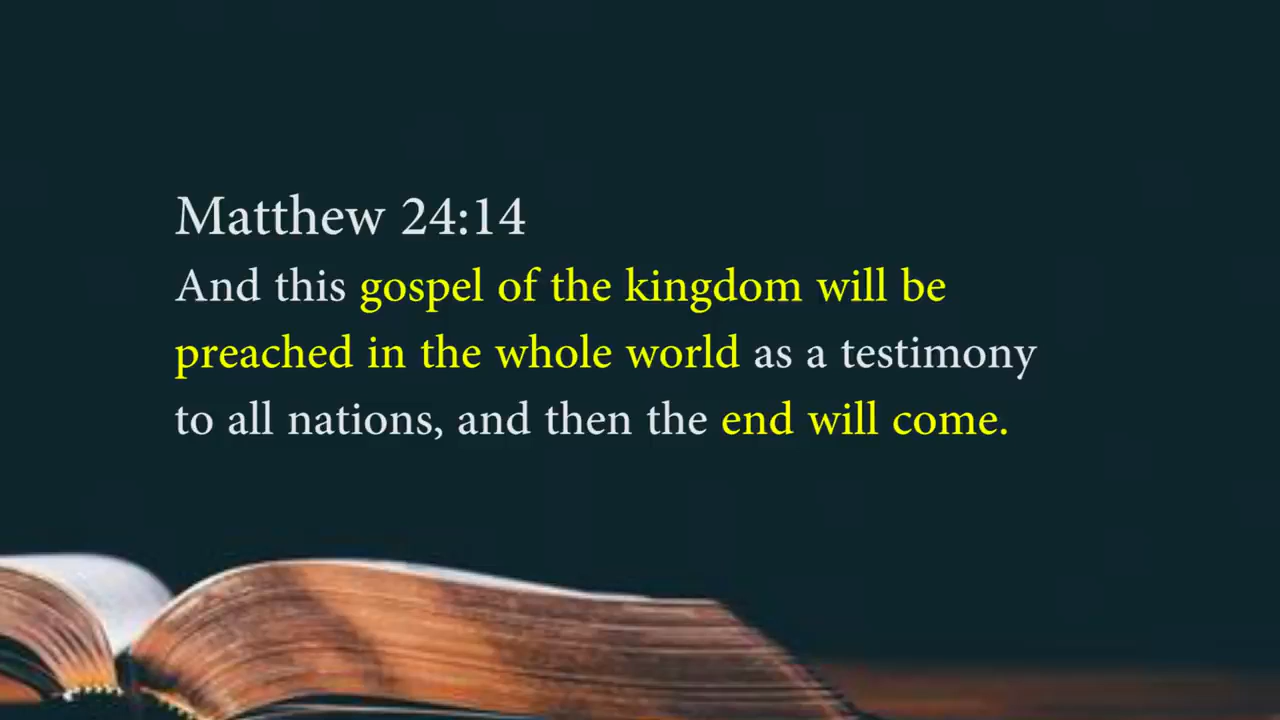 Matthew 24:14
And this gospel of the kingdom will be
preached in the whole world as a testimony
to all nations, and then the end will come.